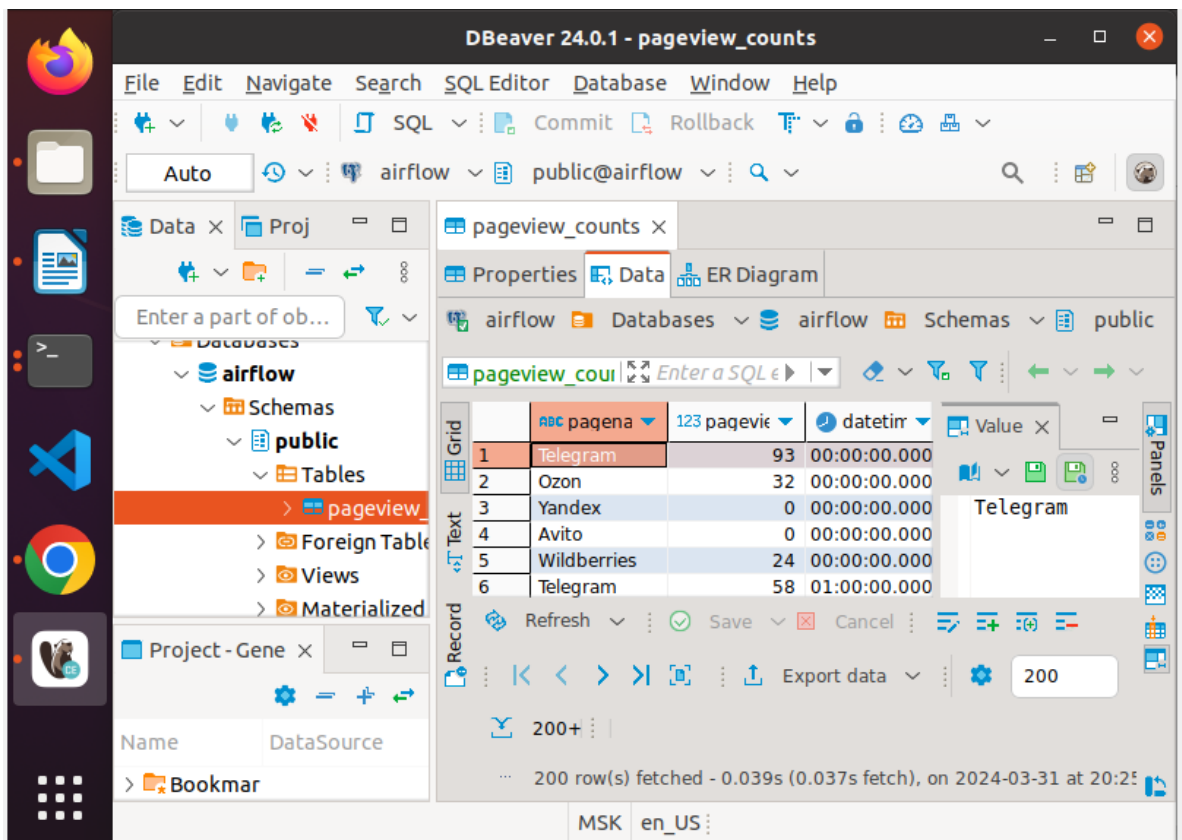 DBeaver 24.0.1 - pageview_counts
File Edit Navigate Search SQL Editor Database Window Help
SQL Commit Rollback
Auto airflow public@airflow
Data Proj
pageview_counts
Properties Data ER Diagram
Enter a part of ob...
airflow Databases airflow Schemas public
Databases
airflow
Schemas
public
Tables
pageview_
Foreign Table
Views
Materialized
pageview_cour Enter a SQL e
Grid
Text
Record
ABC pagena 123 pagevie datetim
1 Telegram 93 00:00:00.000
2 Ozon 32 00:00:00.000
3 Yandex 0 00:00:00.000
4 Avito 0 00:00:00.000
5 Wildberries 24 00:00:00.000
6 Telegram 58 01:00:00.000
Value
Telegram
Panels
Refresh Save Cancel
Export data 200
200+
200 row(s) fetched - 0.039s (0.037s fetch), on 2024-03-31 at 20:25
Project - Gene
Name DataSource
Bookmar
CE
MSK en_US